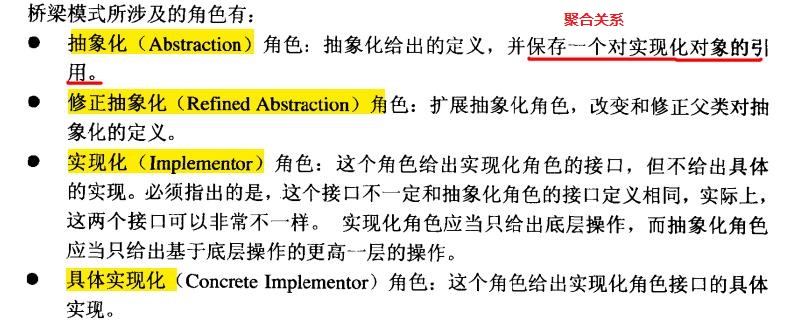 桥梁模式所涉及的角色有：
聚合关系
● 抽象化（Abstraction）角色：抽象化给出的定义，并保存一个对实现化对象的引
用。
● 修正抽象化（Refined Abstraction）角色：扩展抽象化角色，改变和修正父类对抽
象化的定义。
● 实现化（Implementor）角色：这个角色给出实现化角色的接口，但不给出具体
的实现。必须指出的是，这个接口不一定和抽象化角色的接口定义相同，实际上，
这两个接口可以非常不一样。 实现化角色应当只给出底层操作，而抽象化角色
应当只给出基于底层操作的更高一层的操作。
● 具体实现化（Concrete Implementor）角色：这个角色给出实现化角色接口的具体
实现。